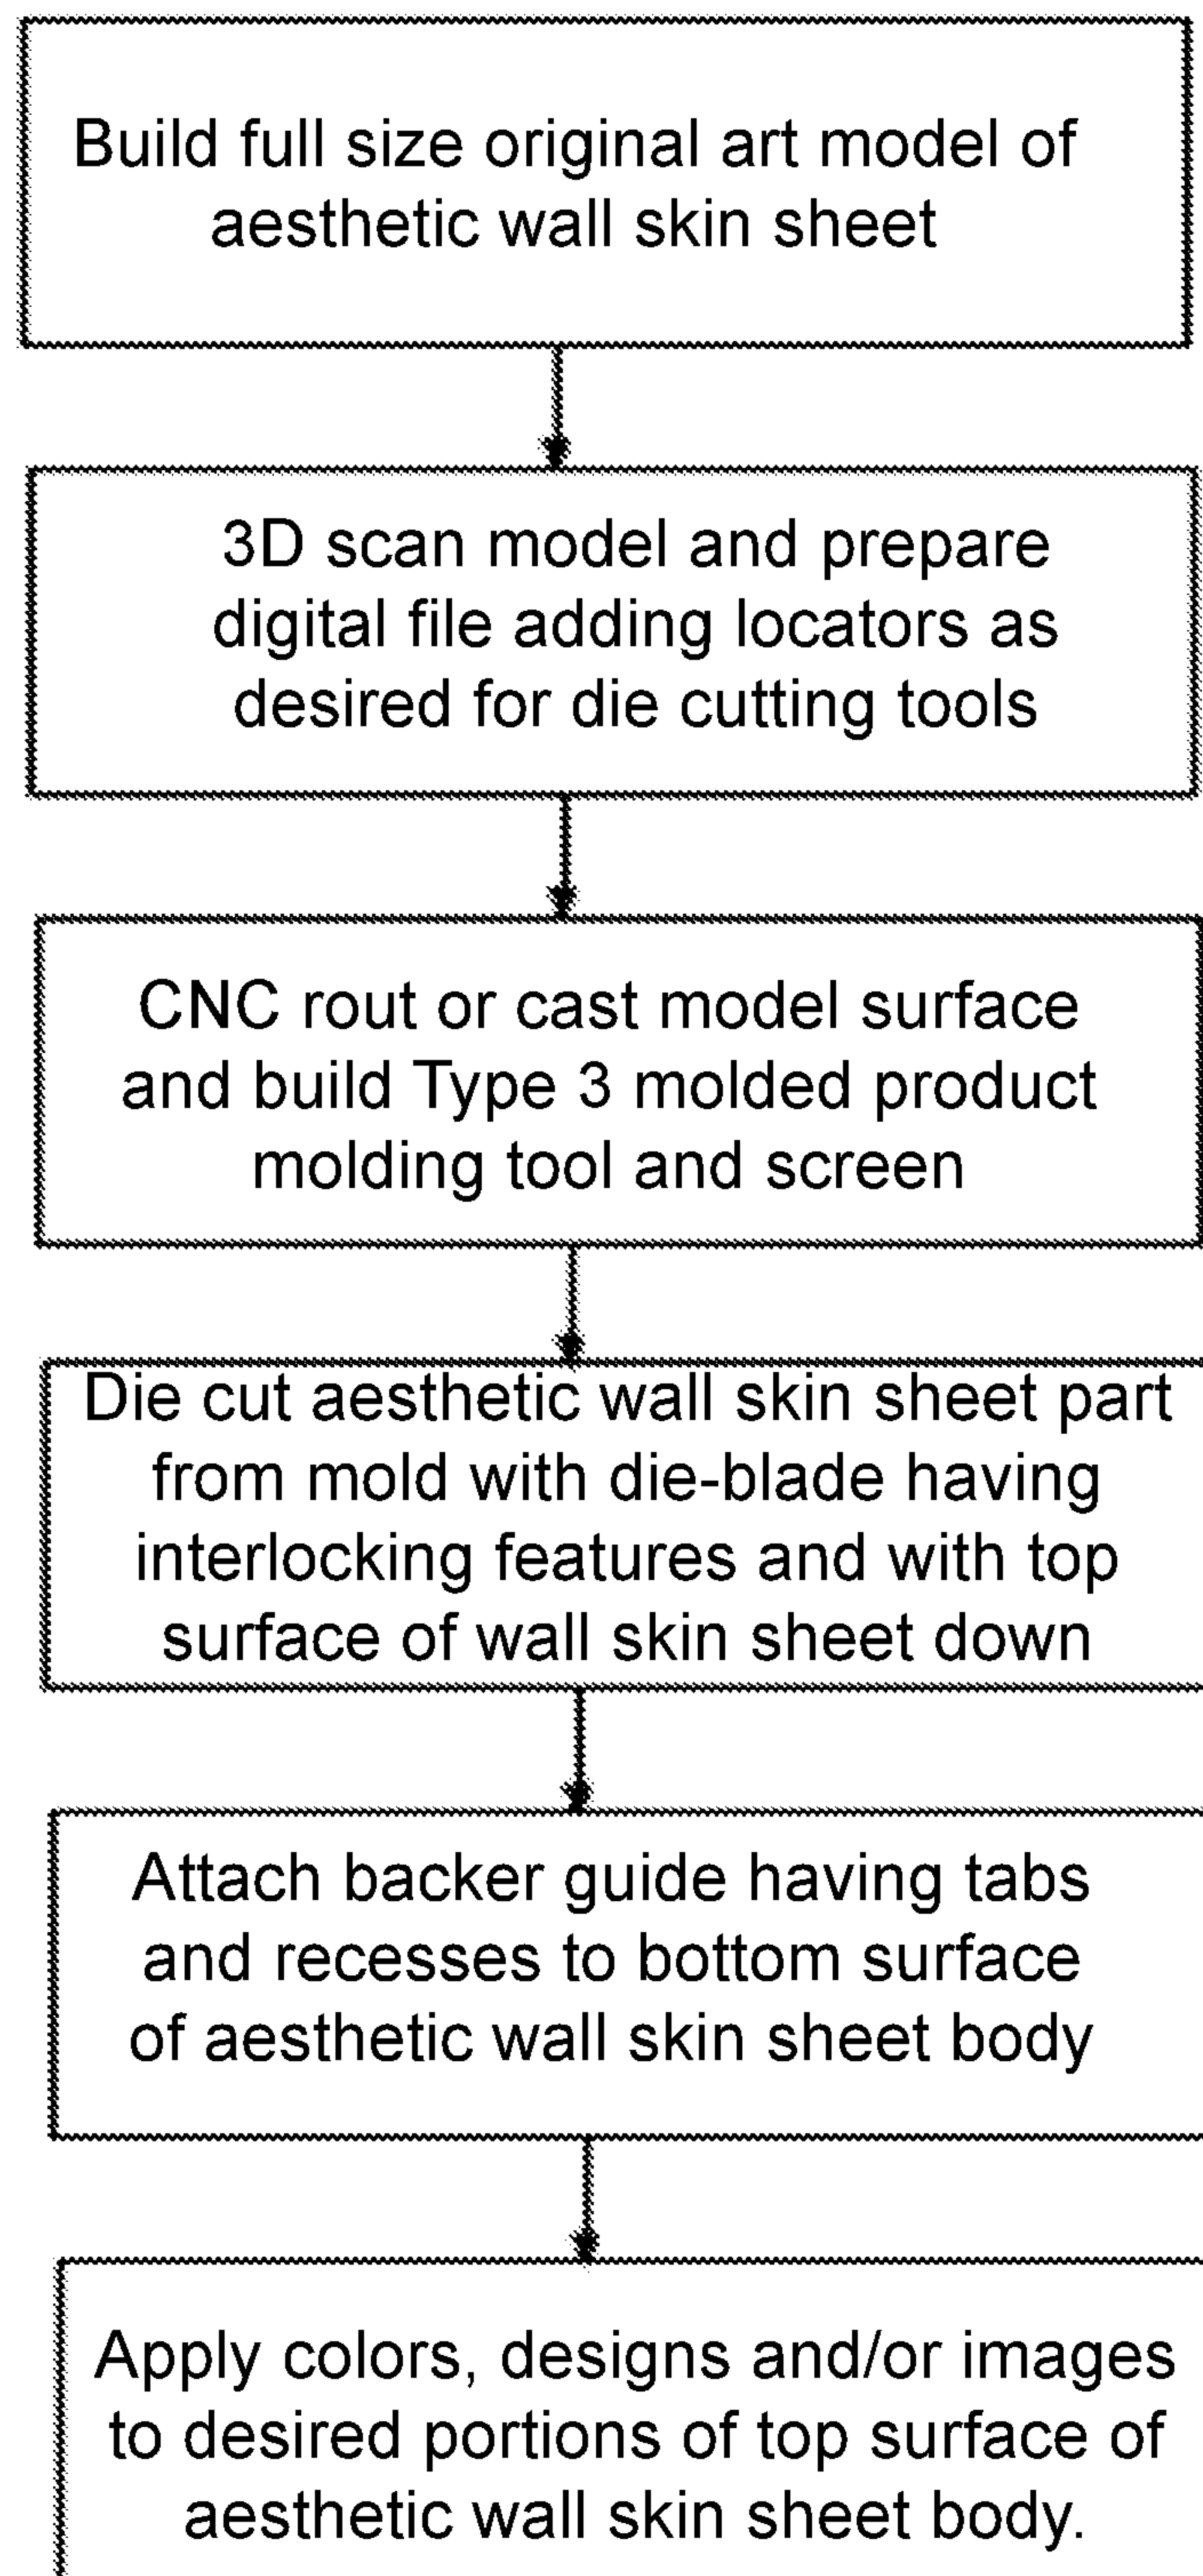 Build full size original art model of
aesthetic wall skin sheet
3D scan model and prepare
digital file adding locators as
desired for die cutting tools
CNC rout or cast model surface
and build Type 3 molded product
molding tool and screen
Die cut aesthetic wall skin sheet part
from mold with die-blade having
interlocking features and with top
surface of wall skin sheet down
Attach backer guide having tabs
and recesses to bottom surface
of aesthetic wall skin sheet body
Apply colors, designs and/or images
to desired portions of top surface of
aesthetic wall skin sheet body.